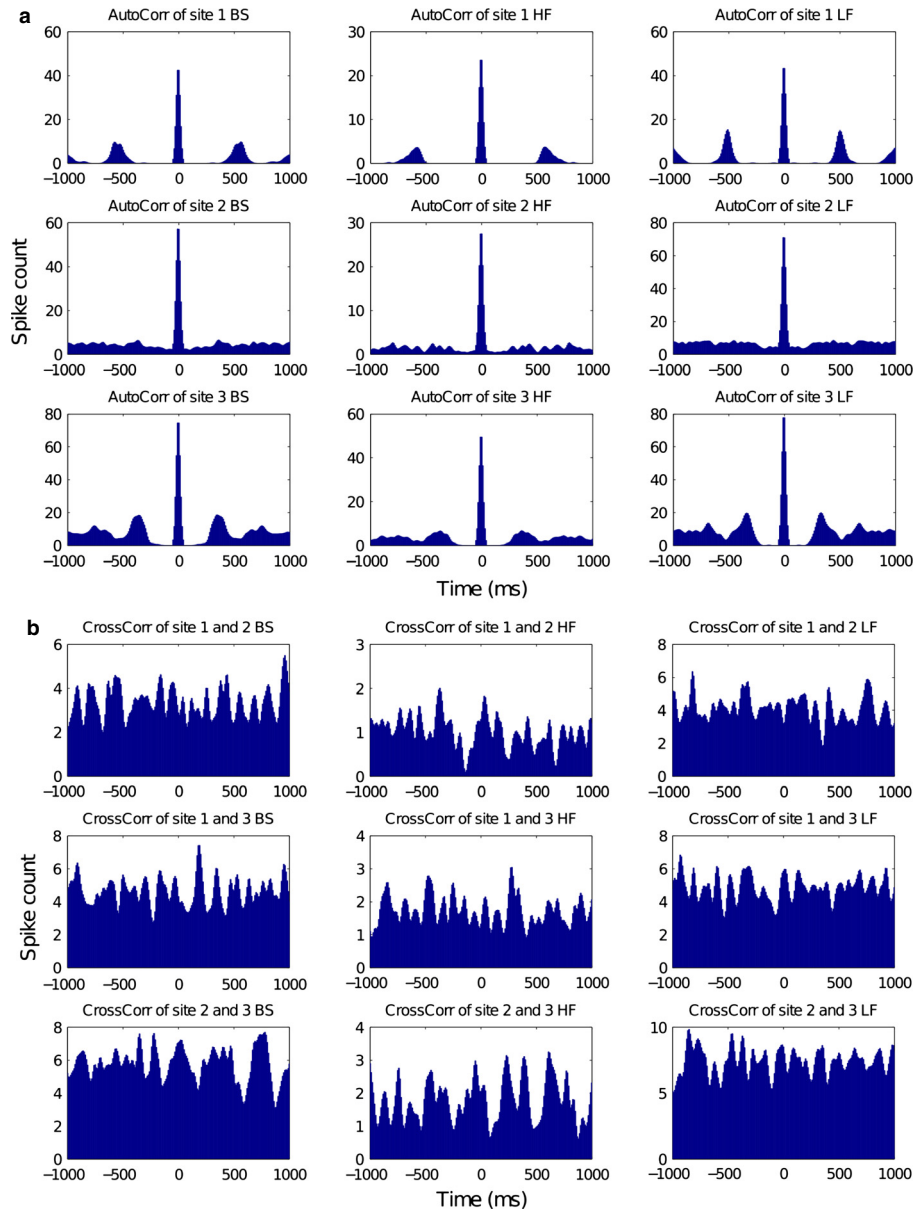 a
AutoCorr of site 1 BS
AutoCorr of site 1 HF
AutoCorr of site 1 LF
60
40
20
0
−1000 −500 0 500 1000
30
20
10
0
−1000 −500 0 500 1000
60
40
20
0
−1000 −500 0 500 1000
AutoCorr of site 2 BS
AutoCorr of site 2 HF
AutoCorr of site 2 LF
Spike count
60
40
20
0
−1000 −500 0 500 1000
30
20
10
0
−1000 −500 0 500 1000
80
60
40
20
0
−1000 −500 0 500 1000
AutoCorr of site 3 BS
AutoCorr of site 3 HF
AutoCorr of site 3 LF
80
60
40
20
0
−1000 −500 0 500 1000
60
40
20
0
−1000 −500 0 500 1000
80
60
40
20
0
−1000 −500 0 500 1000
Time (ms)
b
CrossCorr of site 1 and 2 BS
CrossCorr of site 1 and 2 HF
CrossCorr of site 1 and 2 LF
6
4
2
0
−1000 −500 0 500 1000
3
2
1
0
−1000 −500 0 500 1000
8
6
4
2
0
−1000 −500 0 500 1000
CrossCorr of site 1 and 3 BS
CrossCorr of site 1 and 3 HF
CrossCorr of site 1 and 3 LF
Spike count
8
6
4
2
0
−1000 −500 0 500 1000
4
3
2
1
0
−1000 −500 0 500 1000
8
6
4
2
0
−1000 −500 0 500 1000
CrossCorr of site 2 and 3 BS
CrossCorr of site 2 and 3 HF
CrossCorr of site 2 and 3 LF
8
6
4
2
0
−1000 −500 0 500 1000
4
3
2
1
0
−1000 −500 0 500 1000
10
5
0
−1000 −500 0 500 1000
Time (ms)